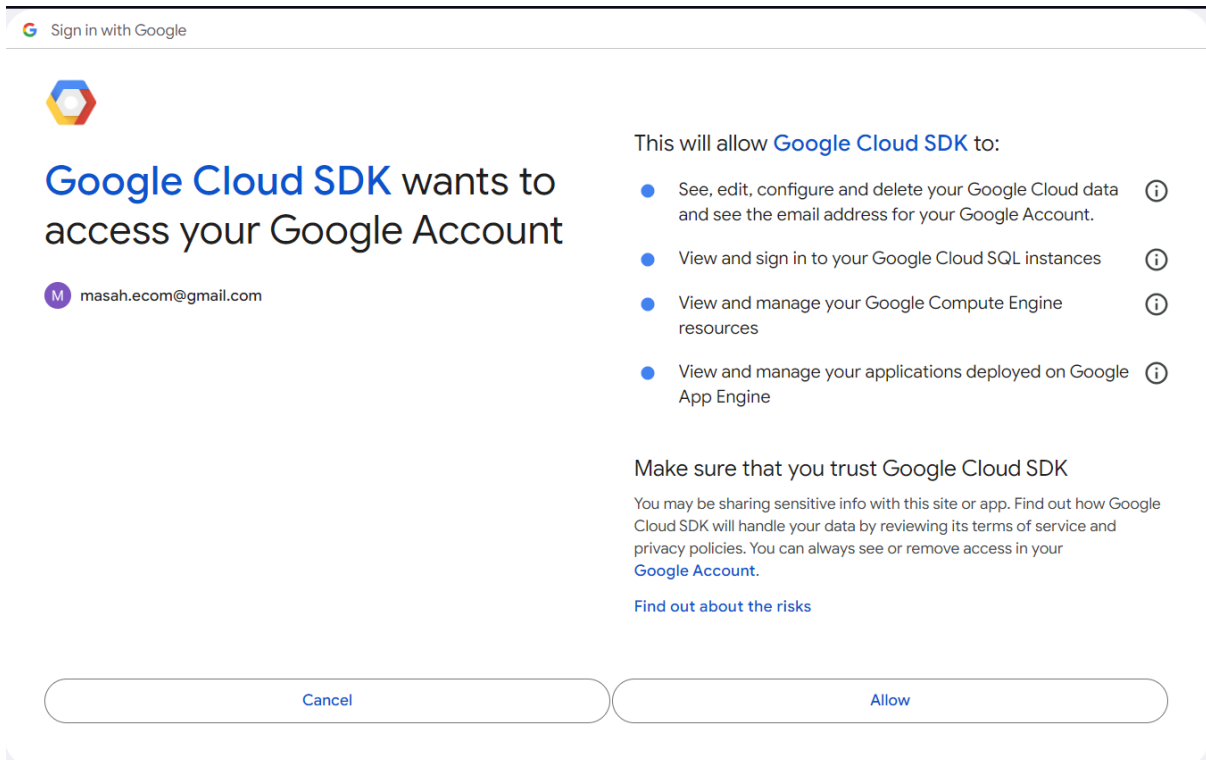 Sign in with Google
Google Cloud SDK wants to
access your Google Account
M masah.ecom@gmail.com
This will allow Google Cloud SDK to:
See, edit, configure and delete your Google Cloud data
and see the email address for your Google Account.
View and sign in to your Google Cloud SQL instances
View and manage your Google Compute Engine
resources
View and manage your applications deployed on Google
App Engine
Make sure that you trust Google Cloud SDK
You may be sharing sensitive info with this site or app. Find out how Google
Cloud SDK will handle your data by reviewing its terms of service and
privacy policies. You can always see or remove access in your
Google Account.
Find out about the risks
Cancel
Allow